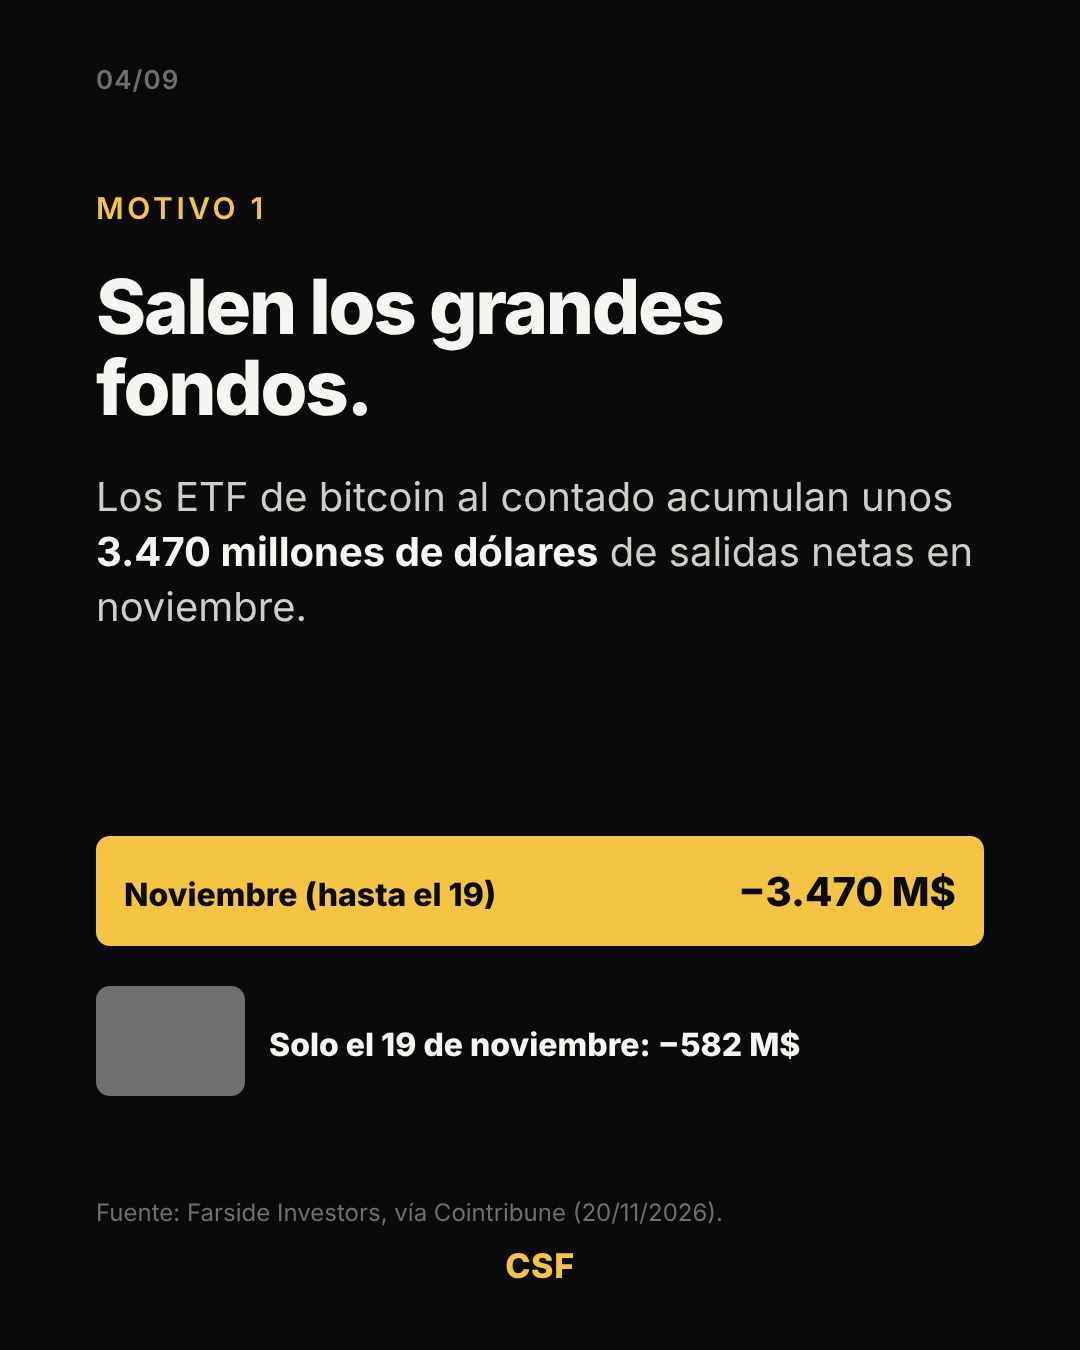 04/09
MOTIVO 1
Salen los grandes
fondos.
Los ETF de bitcoin al contado acumulan unos
3.470 millones de dólares de salidas netas en
noviembre.
Noviembre (hasta el 19) −3.470 M$
Solo el 19 de noviembre: −582 M$
Fuente: Farside Investors, vía Cointribune (20/11/2026).
CSF